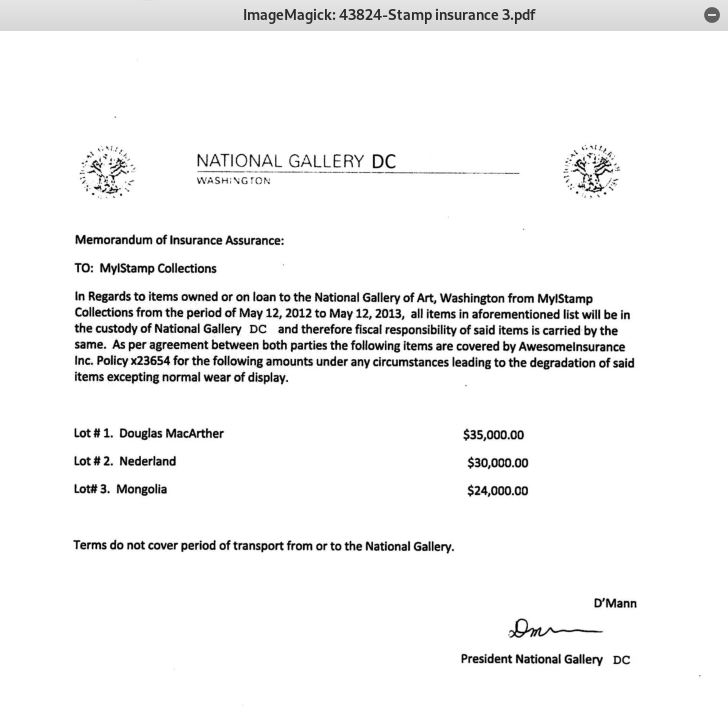 ImageMagick: 43824-Stamp insurance 3.pdf
NATIONAL GALLERY DC
WASHINGTON
Memorandum of Insurance Assurance:
TO: MyIStamp Collections
In Regards to items owned or on loan to the National Gallery of Art, Washington from MyIStamp
Collections from the period of May 12, 2012 to May 12, 2013, all items in aforementioned list will be in
the custody of National Gallery DC and therefore fiscal responsibility of said items is carried by the
same. As per agreement between both parties the following items are covered by AwesomeInsurance
Inc. Policy x23654 for the following amounts under any circumstances leading to the degradation of said
items excepting normal wear of display.
Lot # 1. Douglas MacArther $35,000.00
Lot # 2. Nederland $30,000.00
Lot# 3. Mongolia $24,000.00
Terms do not cover period of transport from or to the National Gallery.
D'Mann
President National Gallery DC